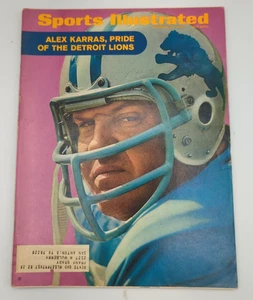 Sports Illustrated
ALEX KARRAS, PRIDE
OF THE DETROIT LIONS